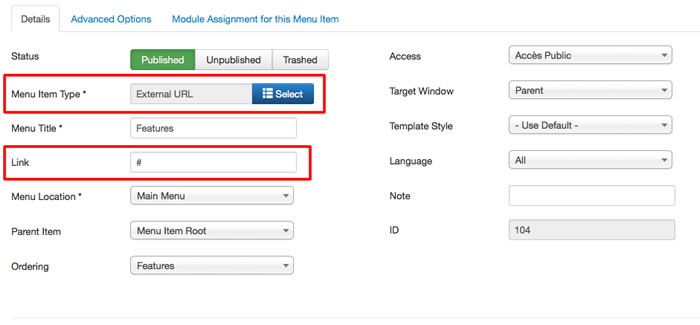 Details
Advanced Options
Module Assignment for this Menu Item
Status
Published
Unpublished
Trashed
Menu Item Type *
External URL
Select
Menu Title *
Features
Link
#
Menu Location *
Main Menu
Parent Item
Menu Item Root
Ordering
Features
Access
Accès Public
Target Window
Parent
Template Style
- Use Default -
Language
All
Note
ID
104